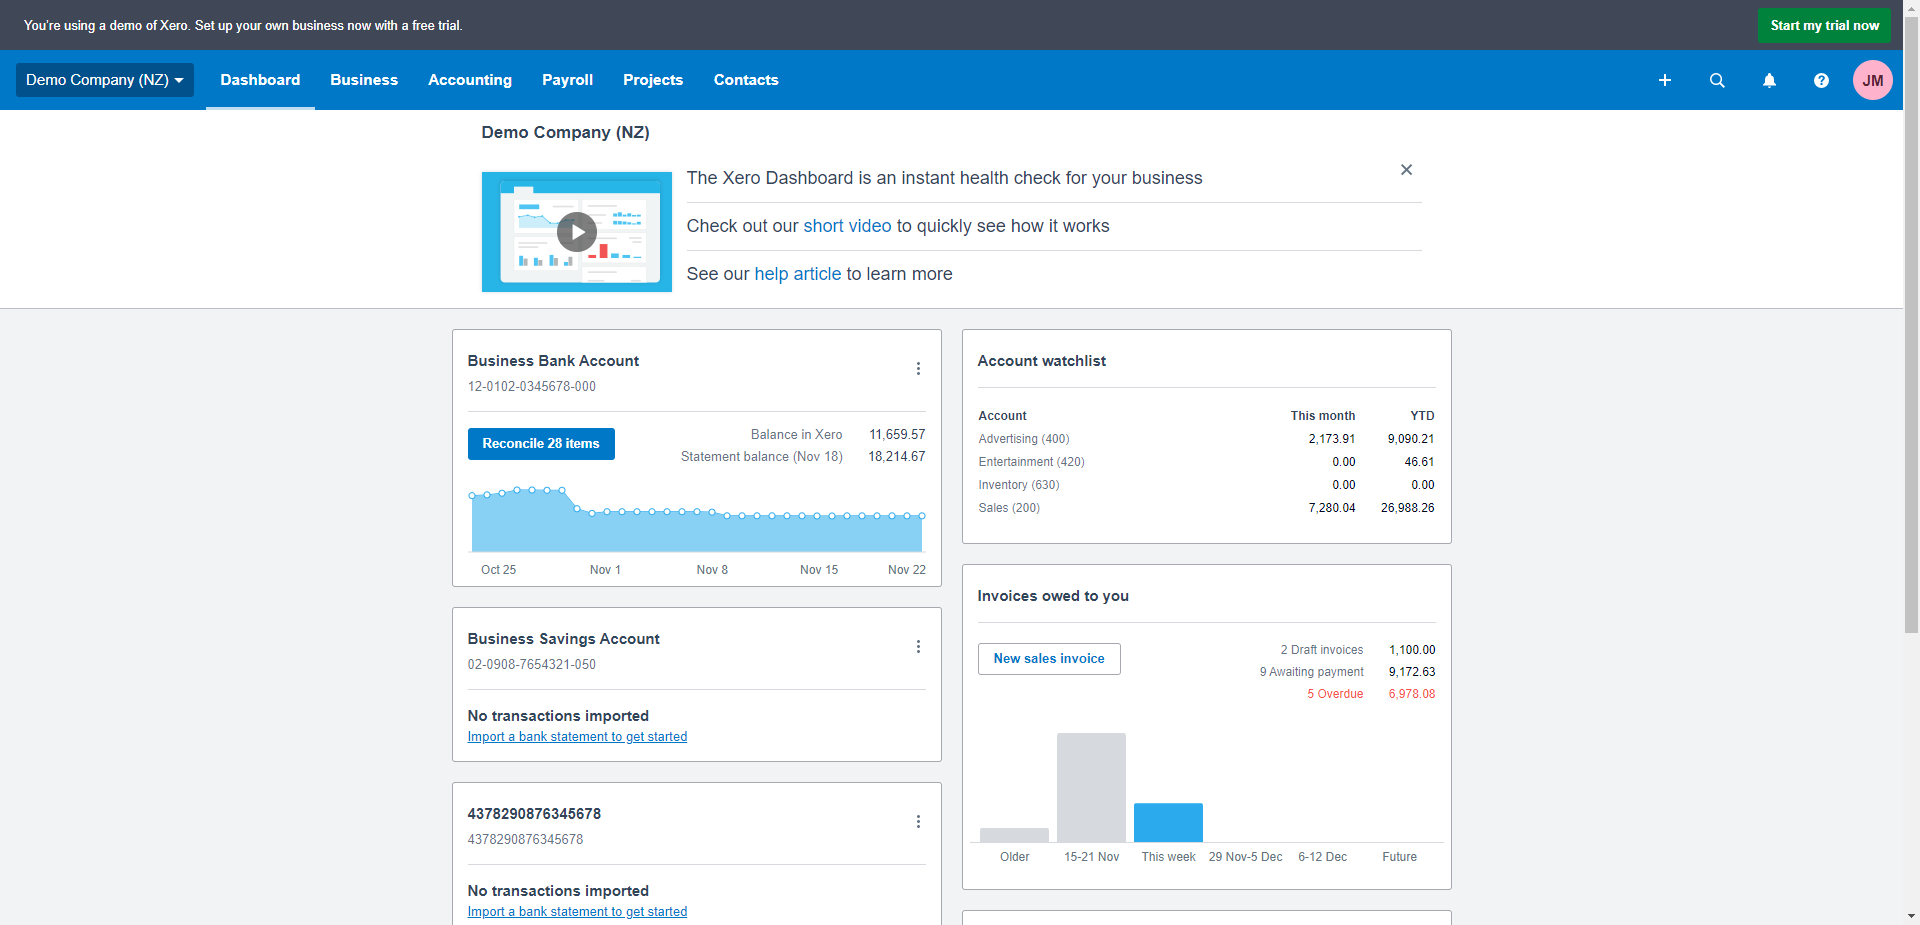 You're using a demo of Xero. Set up your own business now with a free trial.
Start my trial now
Demo Company (NZ)
Dashboard
Business
Accounting
Payroll
Projects
Contacts
JM
Demo Company (NZ)
The Xero Dashboard is an instant health check for your business
Check out our short video to quickly see how it works
See our help article to learn more
Business Bank Account
12-0102-0345678-000
Reconcile 28 items
Balance in Xero 11,659.57
Statement balance (Nov 18) 18,214.67
Oct 25 Nov 1 Nov 8 Nov 15 Nov 22
Business Savings Account
02-0908-7654321-050
No transactions imported
Import a bank statement to get started
4378290876345678
4378290876345678
No transactions imported
Import a bank statement to get started
Account watchlist
Account This month YTD
Advertising (400) 2,173.91 9,090.21
Entertainment (420) 0.00 46.61
Inventory (630) 0.00 0.00
Sales (200) 7,280.04 26,988.26
Invoices owed to you
New sales invoice
2 Draft invoices 1,100.00
9 Awaiting payment 9,172.63
5 Overdue 6,978.08
Older 15-21 Nov This week 29 Nov-5 Dec 6-12 Dec Future